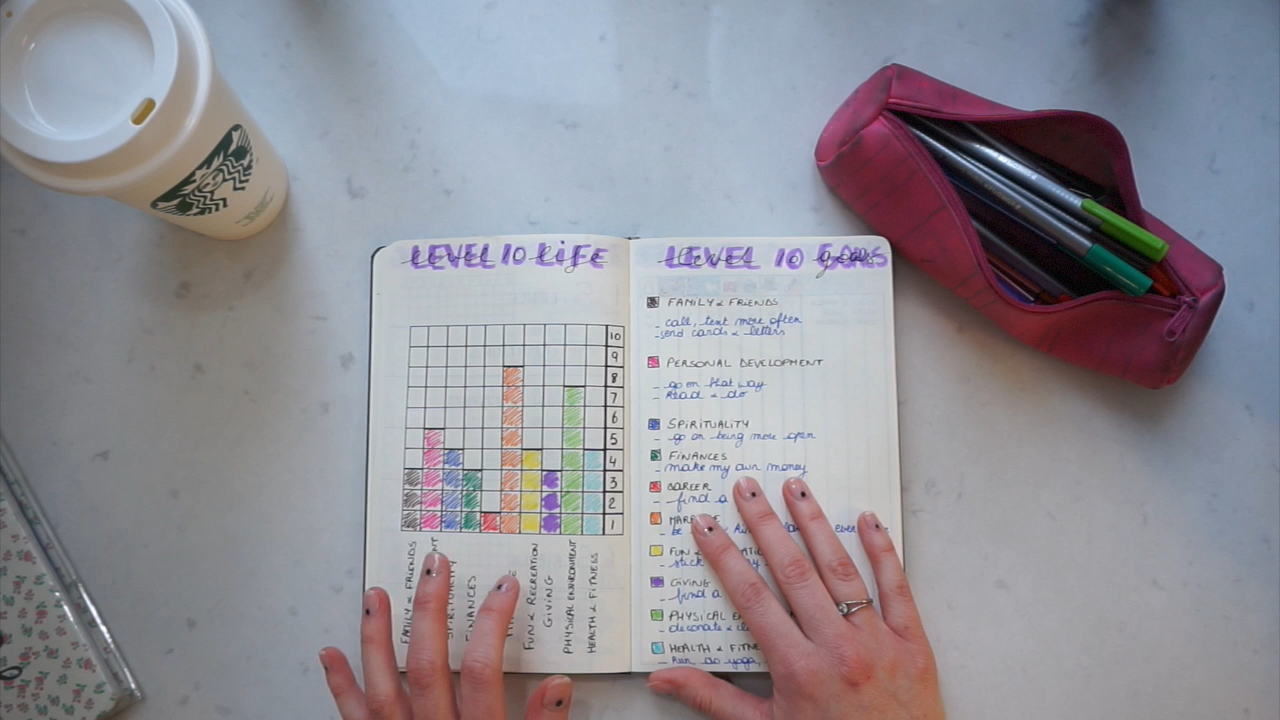 LEVEL 10 LIFE
10
9
8
7
6
5
4
3
2
1
FAMILY & FRIENDS
SPIRITUALITY
FINANCES
FUN & RECREATION
GIVING
PHYSICAL ENVIRONMENT
HEALTH & FITNESS
LEVEL 10 GOALS
FAMILY & FRIENDS
- call, text more often
- send cards & letters
PERSONAL DEVELOPMENT
- go on that way
- Read & do
SPIRITUALITY
- go on being more open
FINANCES
- make my own money
CAREER
- find a
- be
FUN &
- stick
GIVING
- find a
PHYSICAL
- decorate &
HEALTH & FITNE
- Run, do yoga,